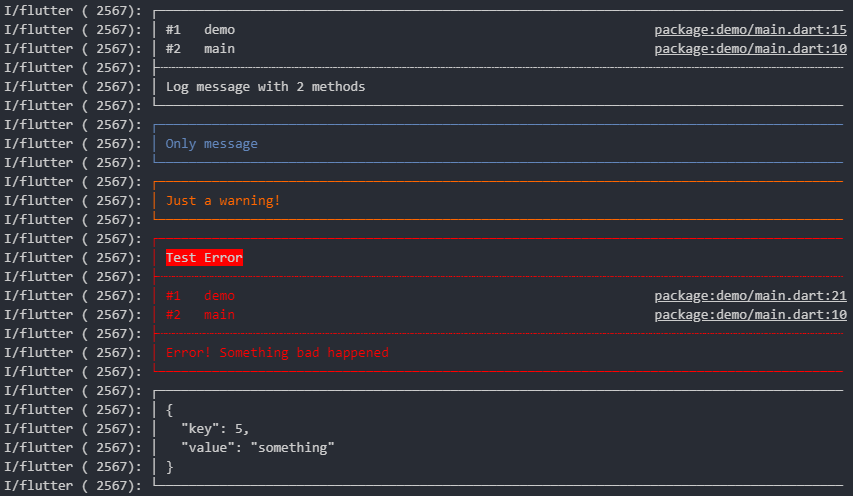 I/flutter ( 2567): ┌──────────────────────────────
I/flutter ( 2567): │ #1   demo package:demo/main.dart:15
I/flutter ( 2567): │ #2   main package:demo/main.dart:10
I/flutter ( 2567): ├┄┄┄┄┄┄┄┄┄┄┄┄┄┄┄┄┄┄┄┄┄┄┄┄┄┄┄┄┄┄
I/flutter ( 2567): │ Log message with 2 methods
I/flutter ( 2567): └──────────────────────────────
I/flutter ( 2567): ┌──────────────────────────────
I/flutter ( 2567): │ Only message
I/flutter ( 2567): └──────────────────────────────
I/flutter ( 2567): ┌──────────────────────────────
I/flutter ( 2567): │ Just a warning!
I/flutter ( 2567): └──────────────────────────────
I/flutter ( 2567): ┌──────────────────────────────
I/flutter ( 2567): │ Test Error
I/flutter ( 2567): ├┄┄┄┄┄┄┄┄┄┄┄┄┄┄┄┄┄┄┄┄┄┄┄┄┄┄┄┄┄┄
I/flutter ( 2567): │ #1   demo package:demo/main.dart:21
I/flutter ( 2567): │ #2   main package:demo/main.dart:10
I/flutter ( 2567): ├┄┄┄┄┄┄┄┄┄┄┄┄┄┄┄┄┄┄┄┄┄┄┄┄┄┄┄┄┄┄
I/flutter ( 2567): │ Error! Something bad happened
I/flutter ( 2567): └──────────────────────────────
I/flutter ( 2567): ┌──────────────────────────────
I/flutter ( 2567): │ {
I/flutter ( 2567): │   "key": 5,
I/flutter ( 2567): │   "value": "something"
I/flutter ( 2567): │ }
I/flutter ( 2567): └──────────────────────────────